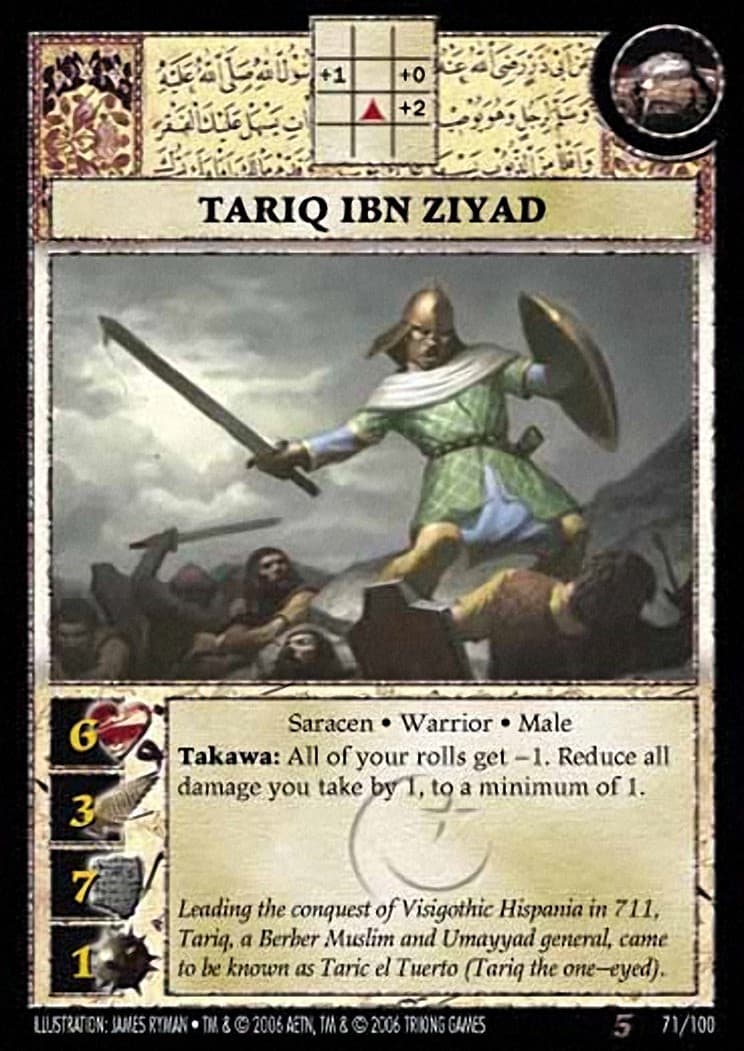 +1
+0
+2
TARIQ IBN ZIYAD
6
3
7
1
Saracen • Warrior • Male
Takawa: All of your rolls get –1. Reduce all
damage you take by 1, to a minimum of 1.
Leading the conquest of Visigothic Hispania in 711,
Tariq, a Berber Muslim and Umayyad general, came
to be known as Taric el Tuerto (Tariq the one–eyed).
ILLUSTRATION: JAMES RYMAN • TM & © 2006 AETN, TM & © 2006 TRIKING GAMES
5
71/100